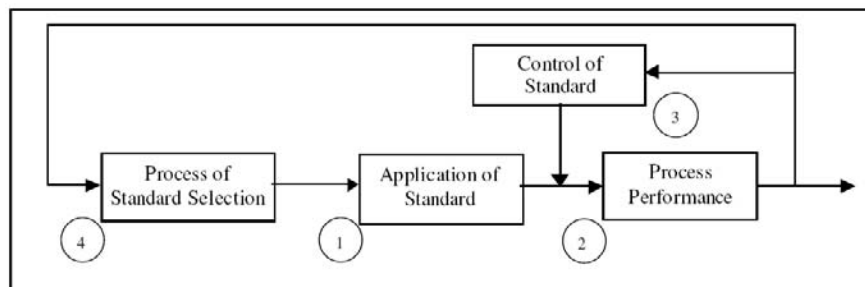 Control of
Standard
3
Process of
Standard Selection
Application of
Standard
Process
Performance
4
1
2